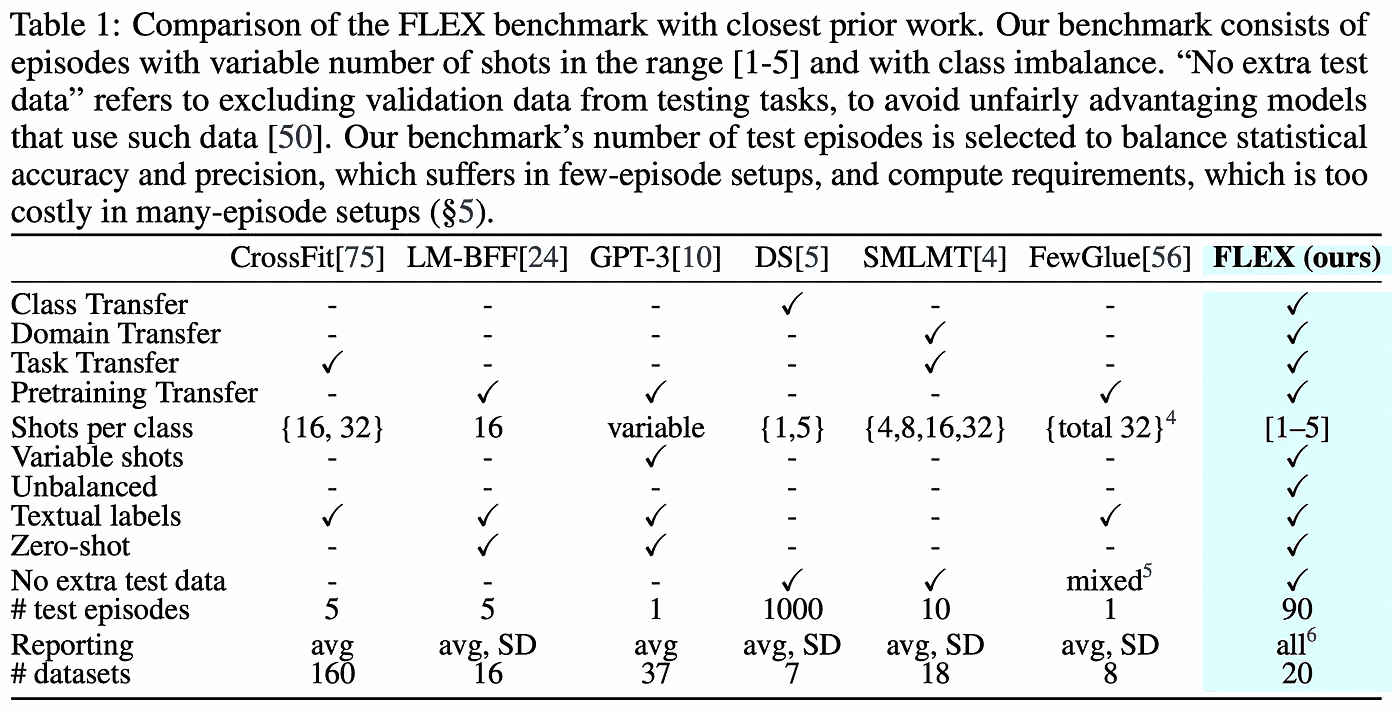 Table 1: Comparison of the FLEX benchmark with closest prior work. Our benchmark consists of
episodes with variable number of shots in the range [1-5] and with class imbalance. “No extra test
data” refers to excluding validation data from testing tasks, to avoid unfairly advantaging models
that use such data [50]. Our benchmark’s number of test episodes is selected to balance statistical
accuracy and precision, which suffers in few-episode setups, and compute requirements, which is too
costly in many-episode setups (§5).
CrossFit[75] LM-BFF[24] GPT-3[10] DS[5] SMLMT[4] FewGlue[56] FLEX (ours)
Class Transfer - - - ✓ - - ✓
Domain Transfer - - - - ✓ - ✓
Task Transfer ✓ - - - ✓ - ✓
Pretraining Transfer - ✓ ✓ - - ✓ ✓
Shots per class {16, 32} 16 variable {1,5} {4,8,16,32} {total 32}⁴ [1–5]
Variable shots - - ✓ - - - ✓
Unbalanced - - - - - - ✓
Textual labels ✓ ✓ ✓ - - ✓ ✓
Zero-shot - ✓ ✓ - - - ✓
No extra test data - - - ✓ ✓ mixed⁵ ✓
# test episodes 5 5 1 1000 10 1 90
Reporting avg avg, SD avg avg, SD avg, SD avg, SD all⁶
# datasets 160 16 37 7 18 8 20